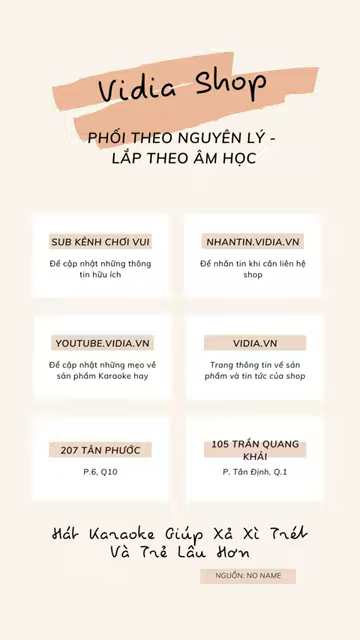 Vidia Shop
PHỐI THEO NGUYÊN LÝ -
LẮP THEO ÂM HỌC
SUB KÊNH CHƠI VUI
Để cập nhật những thông
tin hữu ích
NHANTIN.VIDIA.VN
Để nhắn tin khi cần liên hệ
shop
YOUTUBE.VIDIA.VN
Để cập nhật những mẹo về
sản phẩm Karaoke hay
VIDIA.VN
Trang thông tin về sản
phẩm và tin tức của shop
207 TÂN PHƯỚC
P.6, Q10
105 TRẦN QUANG
KHẢI
P. Tân Định, Q.1
Hát Karaoke Giúp Xả Xì Trét
Và Trẻ Lâu Hơn
NGUỒN: NO NAME